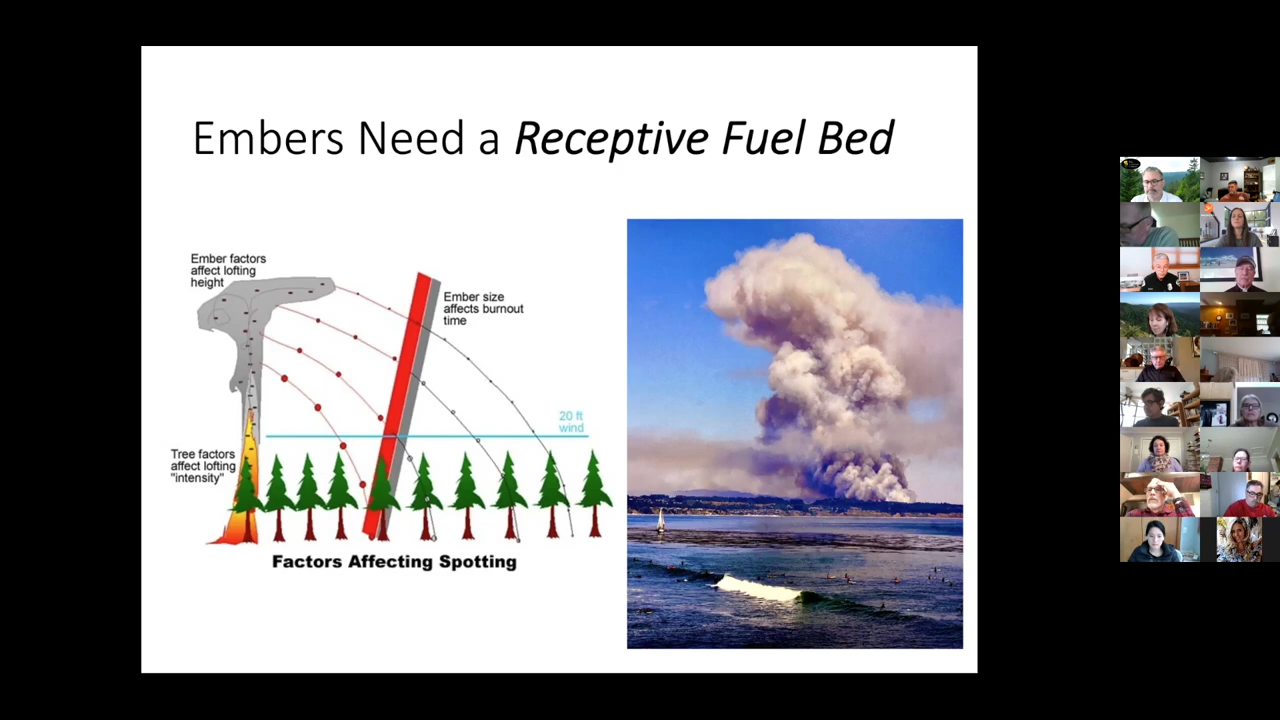 Embers Need a Receptive Fuel Bed
Ember factors
affect lofting
height
Ember size
affects burnout
time
20 ft
wind
Tree factors
affect lofting
"intensity"
Factors Affecting Spotting